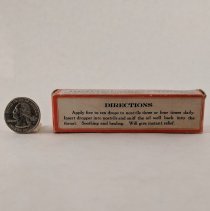 DIRECTIONS
Apply five to ten drops to nostrils three or four times daily.
Insert dropper into nostrils and sniff the oil well back into the
throat. Soothing and healing. Will give instant relief.